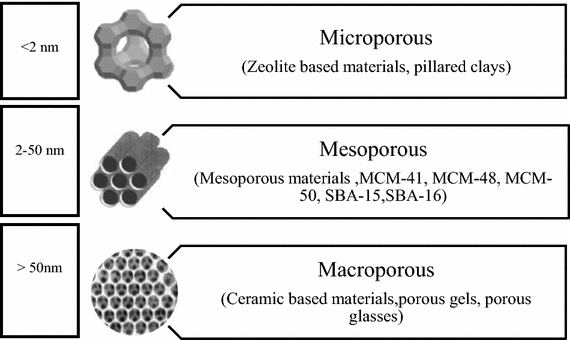 <2 nm
Microporous
(Zeolite based materials, pillared clays)
2-50 nm
Mesoporous
(Mesoporous materials ,MCM-41, MCM-48, MCM-
50, SBA-15,SBA-16)
> 50nm
Macroporous
(Ceramic based materials,porous gels, porous
glasses)